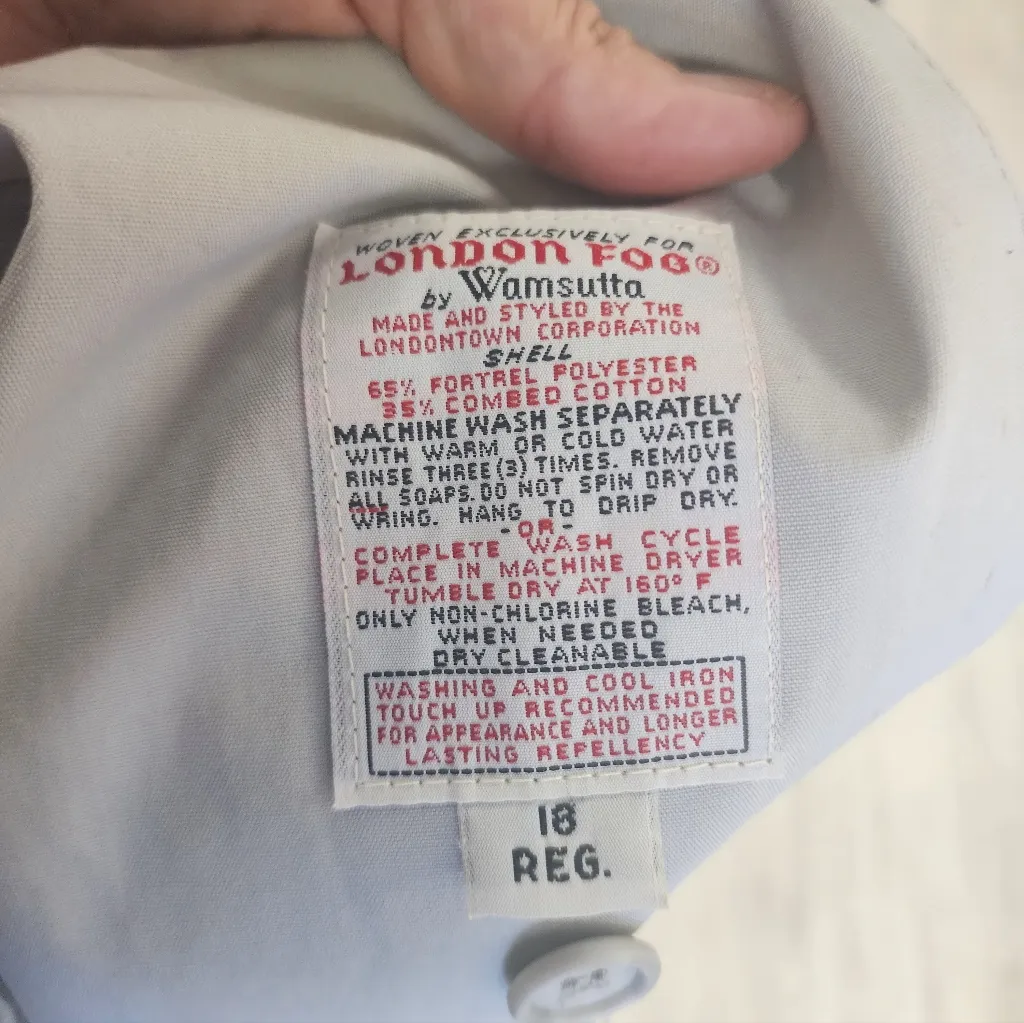 WOVEN EXCLUSIVELY FOR
LONDON FOG®
by Wamsutta
MADE AND STYLED BY THE
LONDONTOWN CORPORATION
SHELL
65% FORTREL POLYESTER
35% COMBED COTTON
MACHINE WASH SEPARATELY
WITH WARM OR COLD WATER
RINSE THREE (3) TIMES. REMOVE
ALL SOAPS. DO NOT SPIN DRY OR
WRING. HANG TO DRIP DRY.
-OR-
COMPLETE WASH CYCLE
PLACE IN MACHINE DRYER
TUMBLE DRY AT 160° F
ONLY NON-CHLORINE BLEACH,
WHEN NEEDED
DRY CLEANABLE
WASHING AND COOL IRON
TOUCH UP RECOMMENDED
FOR APPEARANCE AND LONGER
LASTING REPELLENCY
18
REG.